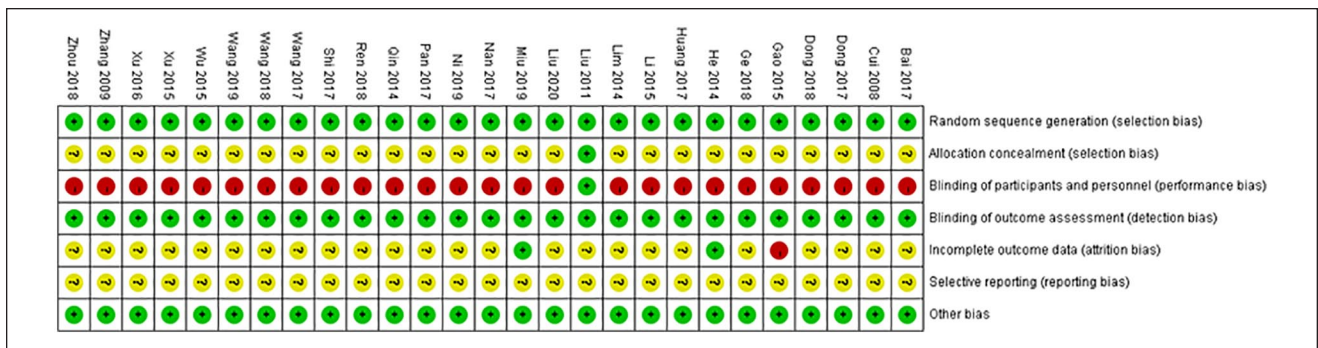 Zhou 2018
Zhang 2009
Xu 2016
Xu 2015
Wu 2015
Wang 2019
Wang 2018
Wang 2017
Shi 2017
Ren 2018
Qin 2014
Pan 2017
Ni 2019
Nan 2017
Miu 2019
Liu 2020
Liu 2011
Lim 2014
Li 2015
Huang 2017
He 2014
Ge 2018
Gao 2015
Dong 2018
Dong 2017
Cui 2008
Bai 2017
Random sequence generation (selection bias)
Allocation concealment (selection bias)
Blinding of participants and personnel (performance bias)
Blinding of outcome assessment (detection bias)
Incomplete outcome data (attrition bias)
Selective reporting (reporting bias)
Other bias